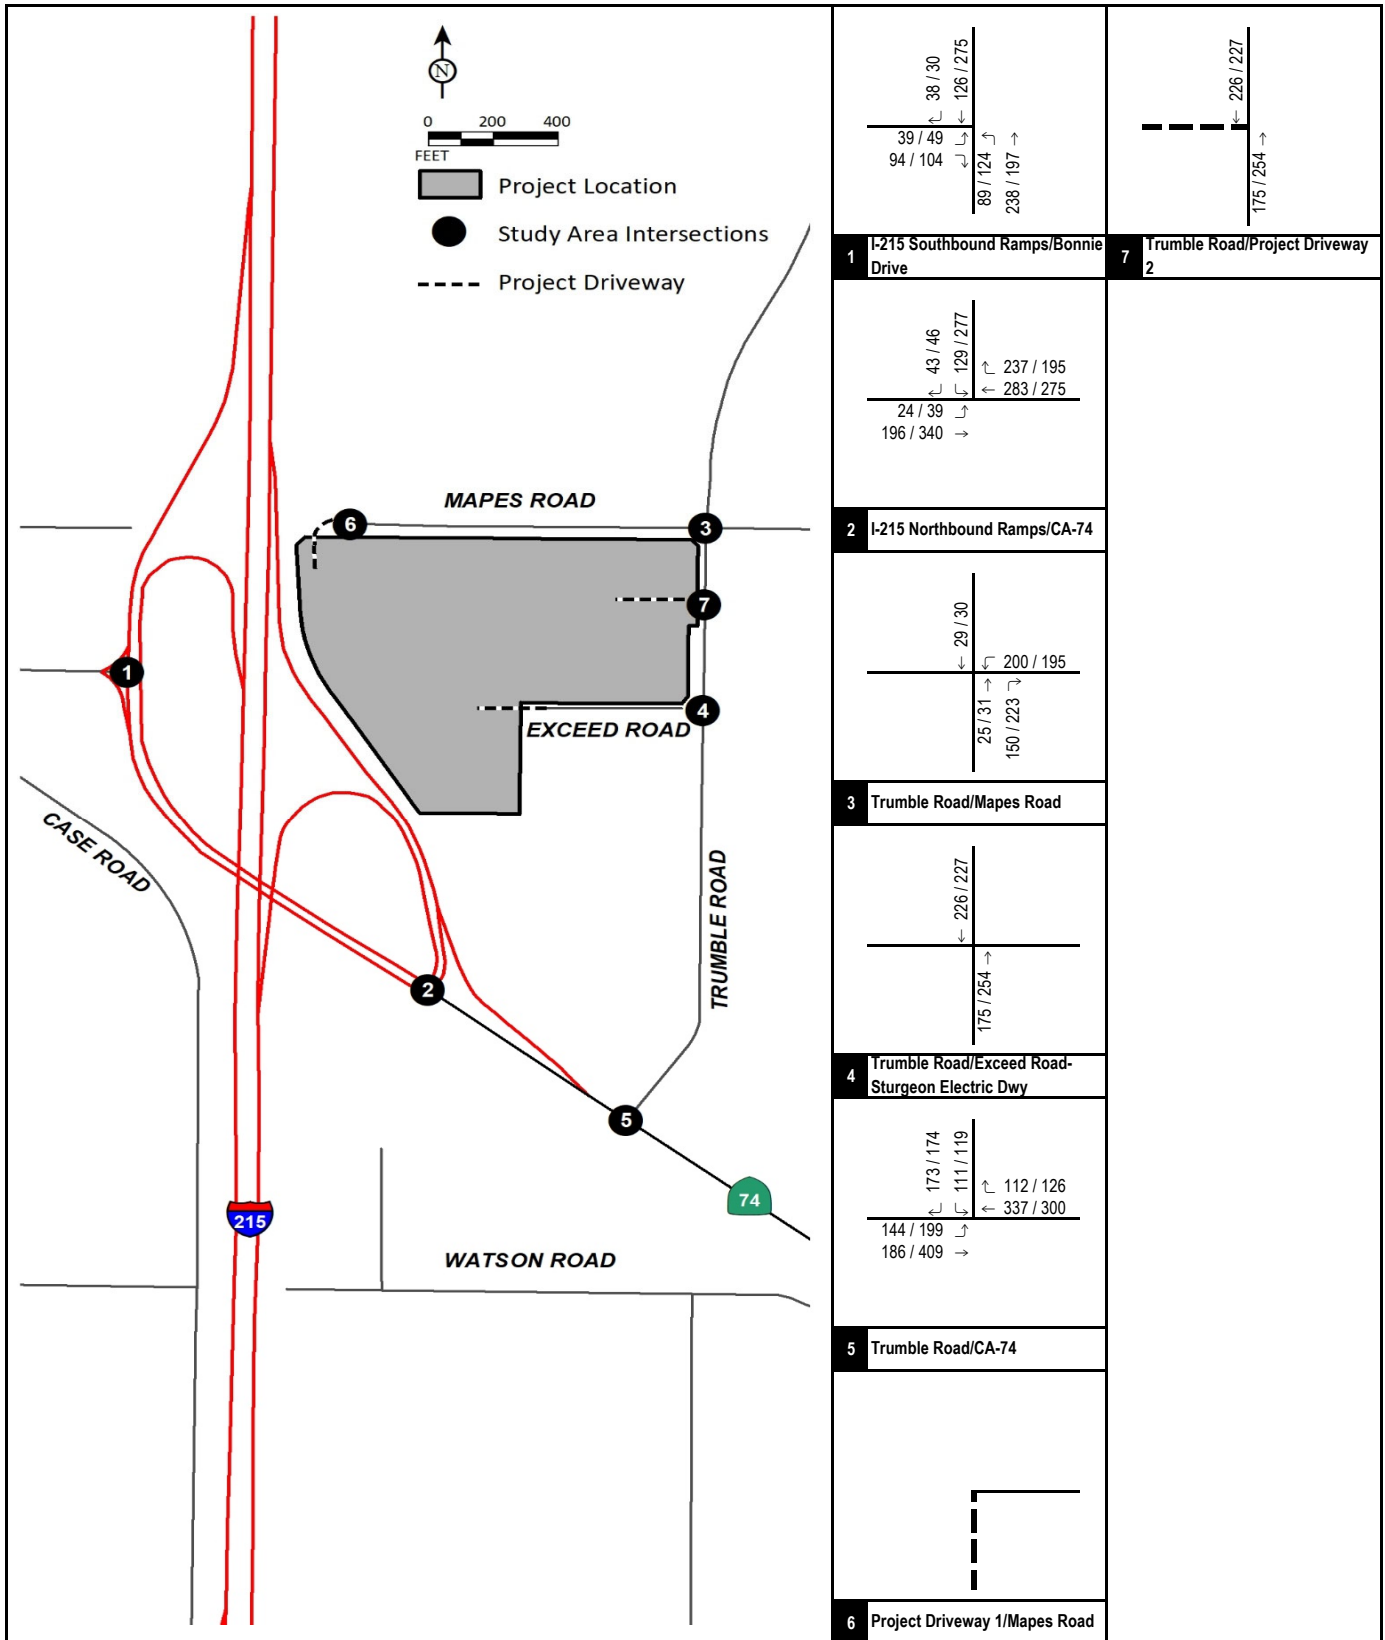 N
0 200 400
FEET
Project Location
Study Area Intersections
Project Driveway
MAPES ROAD
6
3
7
1
4
EXCEED ROAD
CASE ROAD
TRUMBLE ROAD
2
5
74
215
WATSON ROAD
38 / 30
126 / 275
39 / 49
94 / 104
89 / 124
238 / 197
1 I-215 Southbound Ramps/Bonnie
Drive
226 / 227
175 / 254
7 Trumble Road/Project Driveway
2
43 / 46
129 / 277
237 / 195
283 / 275
24 / 39
196 / 340
2 I-215 Northbound Ramps/CA-74
29 / 30
200 / 195
25 / 31
150 / 223
3 Trumble Road/Mapes Road
226 / 227
175 / 254
4 Trumble Road/Exceed Road-
Sturgeon Electric Dwy
173 / 174
111 / 119
112 / 126
337 / 300
144 / 199
186 / 409
5 Trumble Road/CA-74
6 Project Driveway 1/Mapes Road